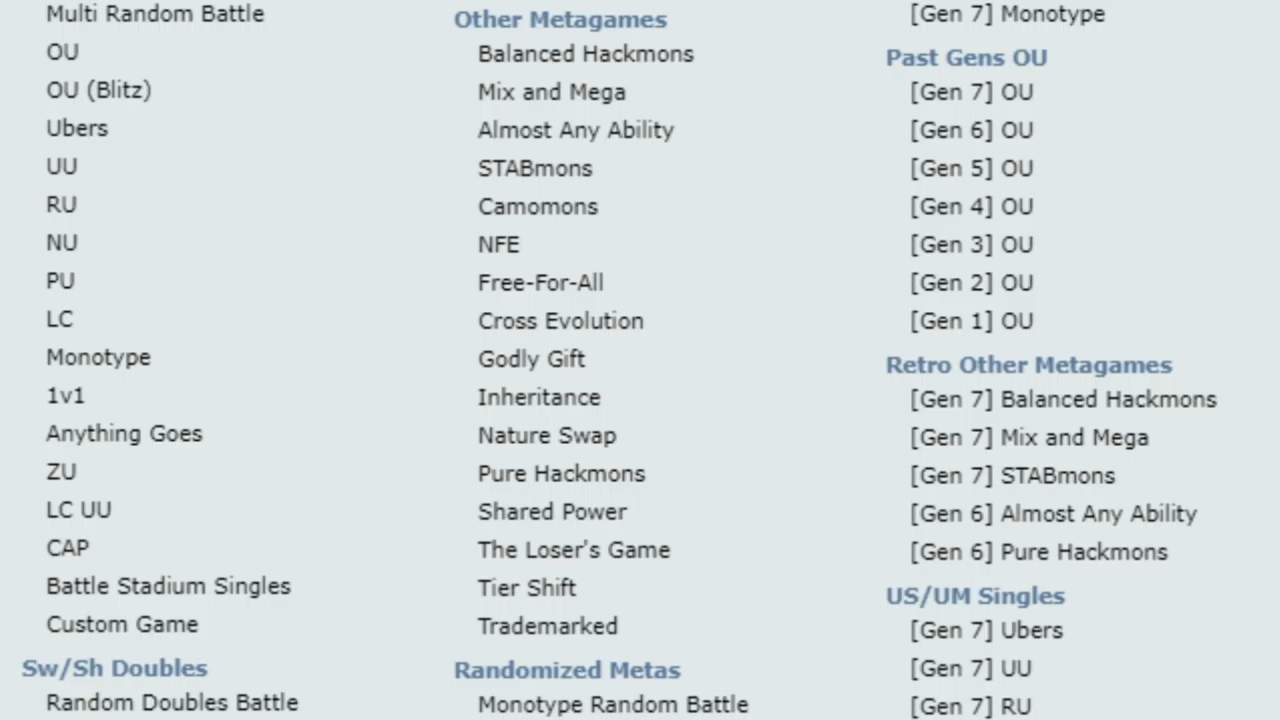 Multi Random Battle
OU
OU (Blitz)
Ubers
UU
RU
NU
PU
LC
Monotype
1v1
Anything Goes
ZU
LC UU
CAP
Battle Stadium Singles
Custom Game
Sw/Sh Doubles
Random Doubles Battle
Other Metagames
Balanced Hackmons
Mix and Mega
Almost Any Ability
STABmons
Camomons
NFE
Free-For-All
Cross Evolution
Godly Gift
Inheritance
Nature Swap
Pure Hackmons
Shared Power
The Loser's Game
Tier Shift
Trademarked
Randomized Metas
Monotype Random Battle
[Gen 7] Monotype
Past Gens OU
[Gen 7] OU
[Gen 6] OU
[Gen 5] OU
[Gen 4] OU
[Gen 3] OU
[Gen 2] OU
[Gen 1] OU
Retro Other Metagames
[Gen 7] Balanced Hackmons
[Gen 7] Mix and Mega
[Gen 7] STABmons
[Gen 6] Almost Any Ability
[Gen 6] Pure Hackmons
US/UM Singles
[Gen 7] Ubers
[Gen 7] UU
[Gen 7] RU